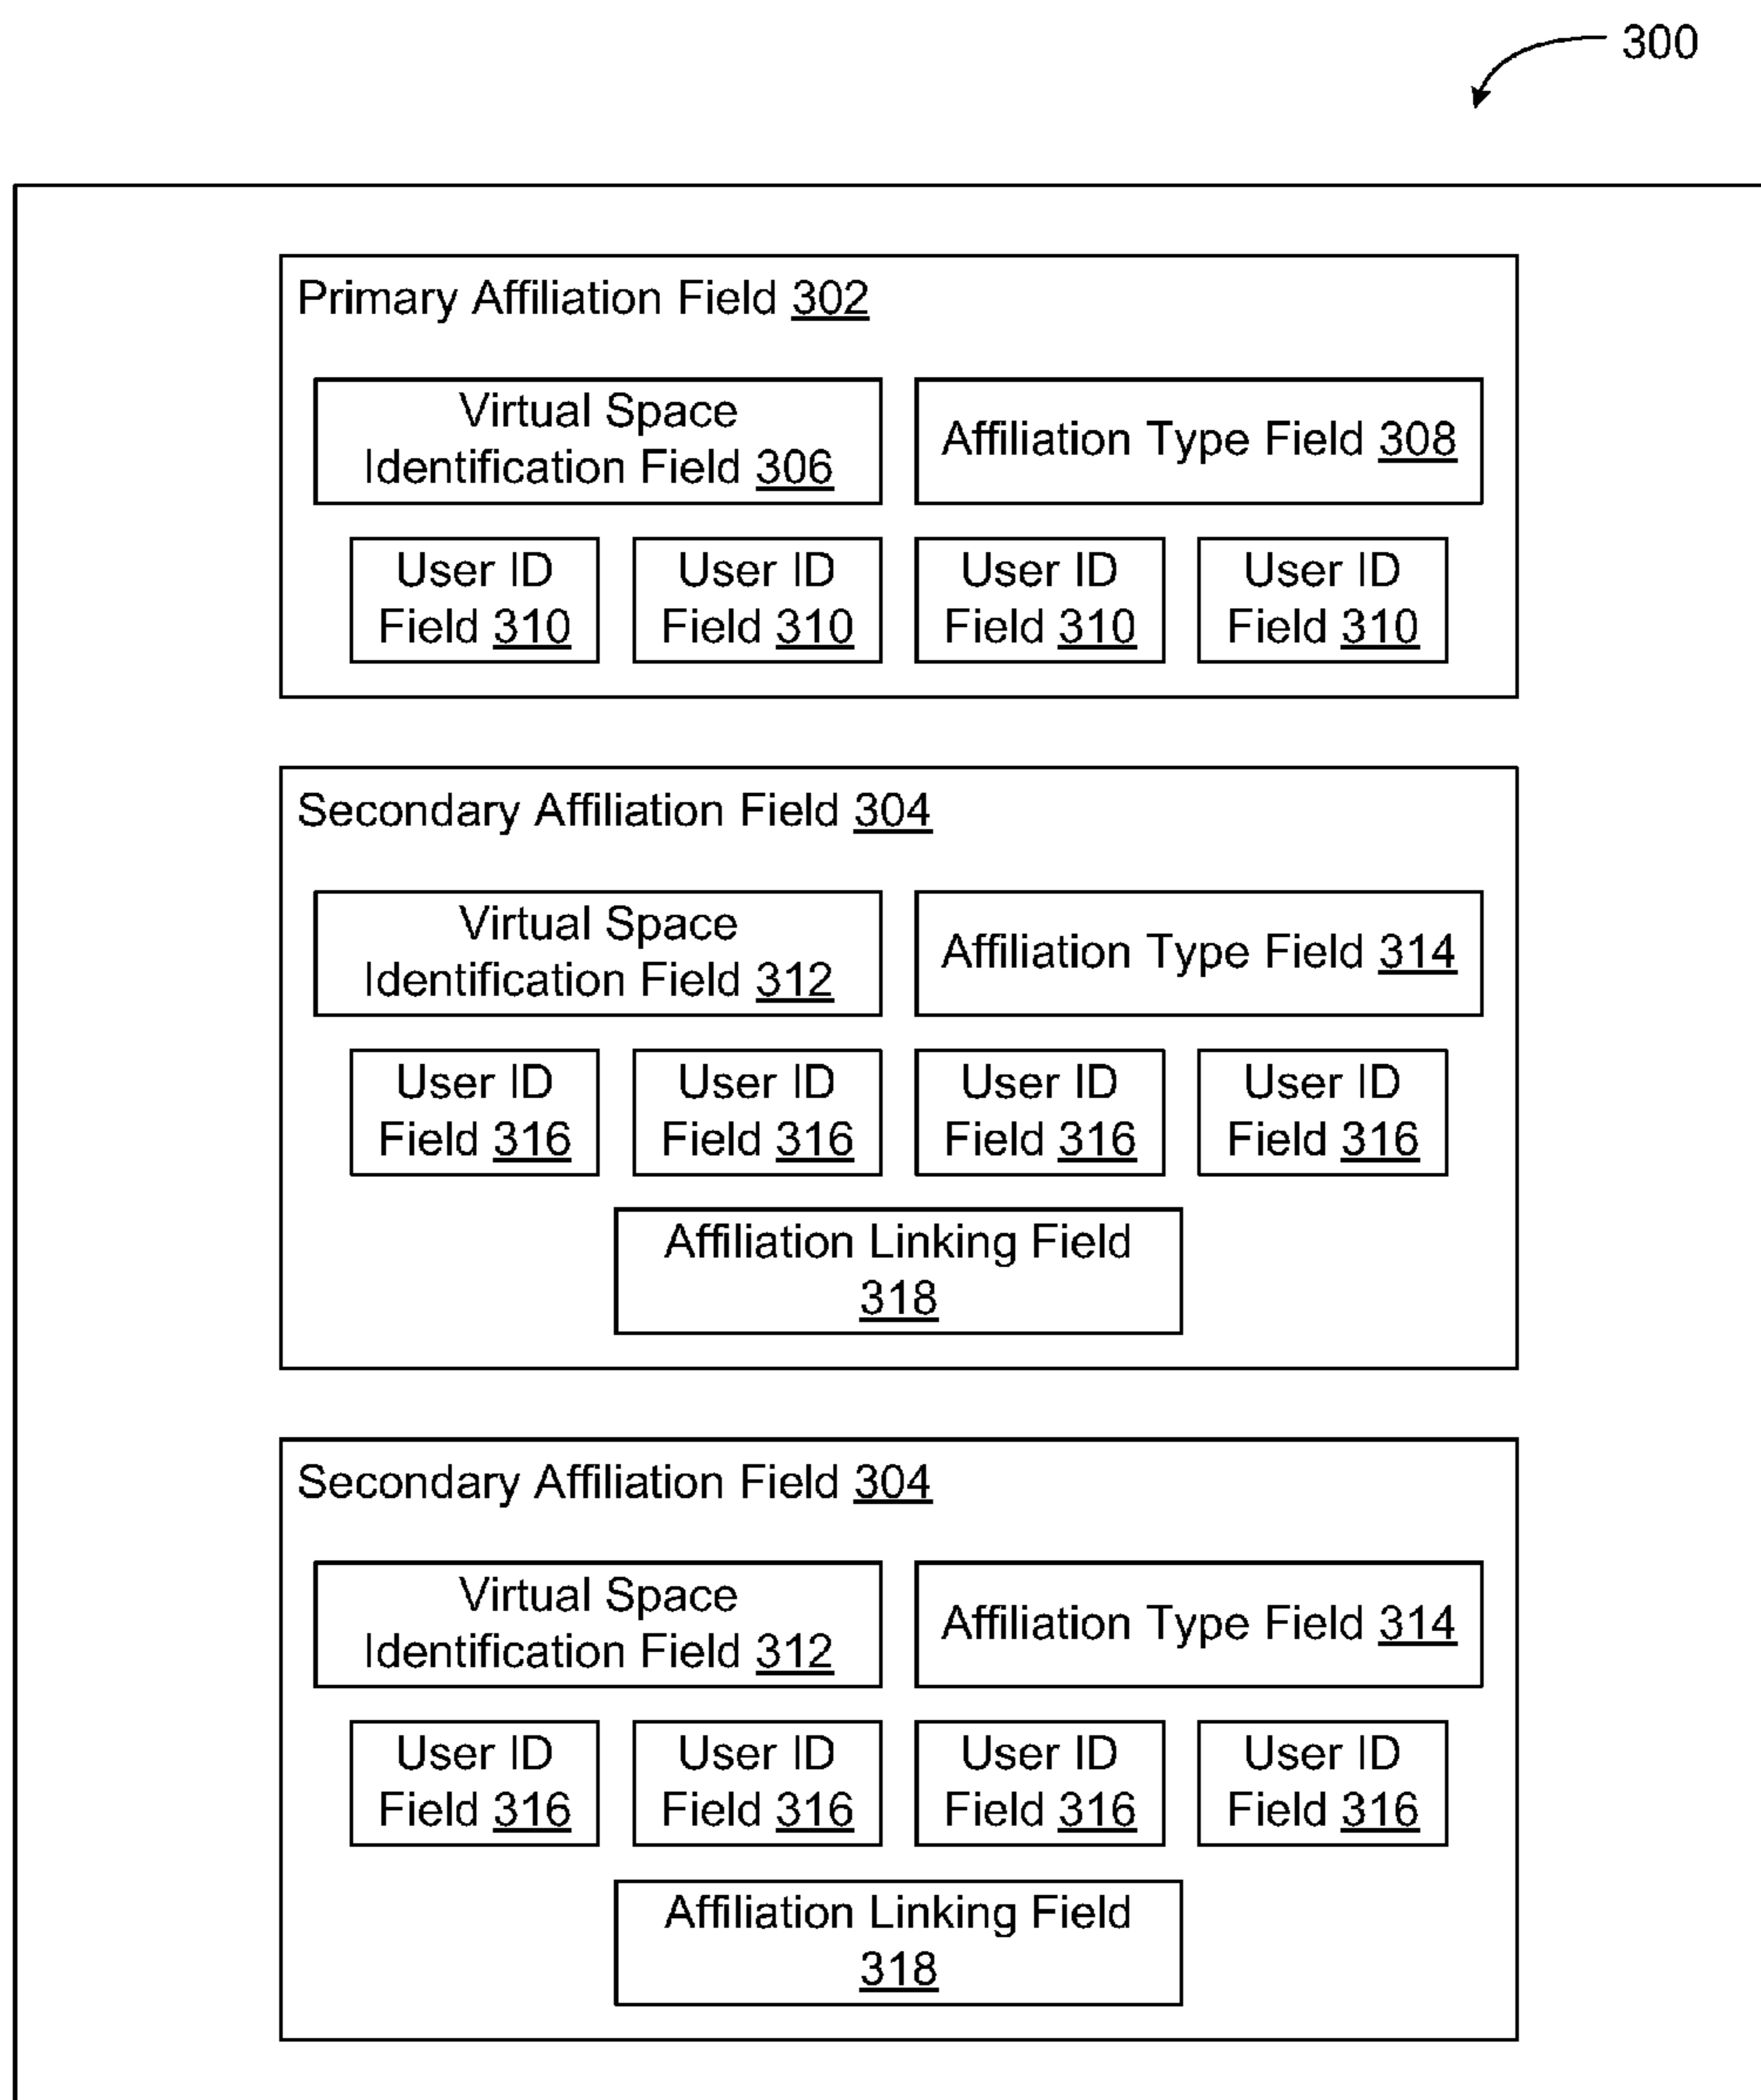 300
Primary Affiliation Field 302
Virtual Space
Identification Field 306
Affiliation Type Field 308
User ID
Field 310
User ID
Field 310
User ID
Field 310
User ID
Field 310
Secondary Affiliation Field 304
Virtual Space
Identification Field 312
Affiliation Type Field 314
User ID
Field 316
User ID
Field 316
User ID
Field 316
User ID
Field 316
Affiliation Linking Field
318
Secondary Affiliation Field 304
Virtual Space
Identification Field 312
Affiliation Type Field 314
User ID
Field 316
User ID
Field 316
User ID
Field 316
User ID
Field 316
Affiliation Linking Field
318